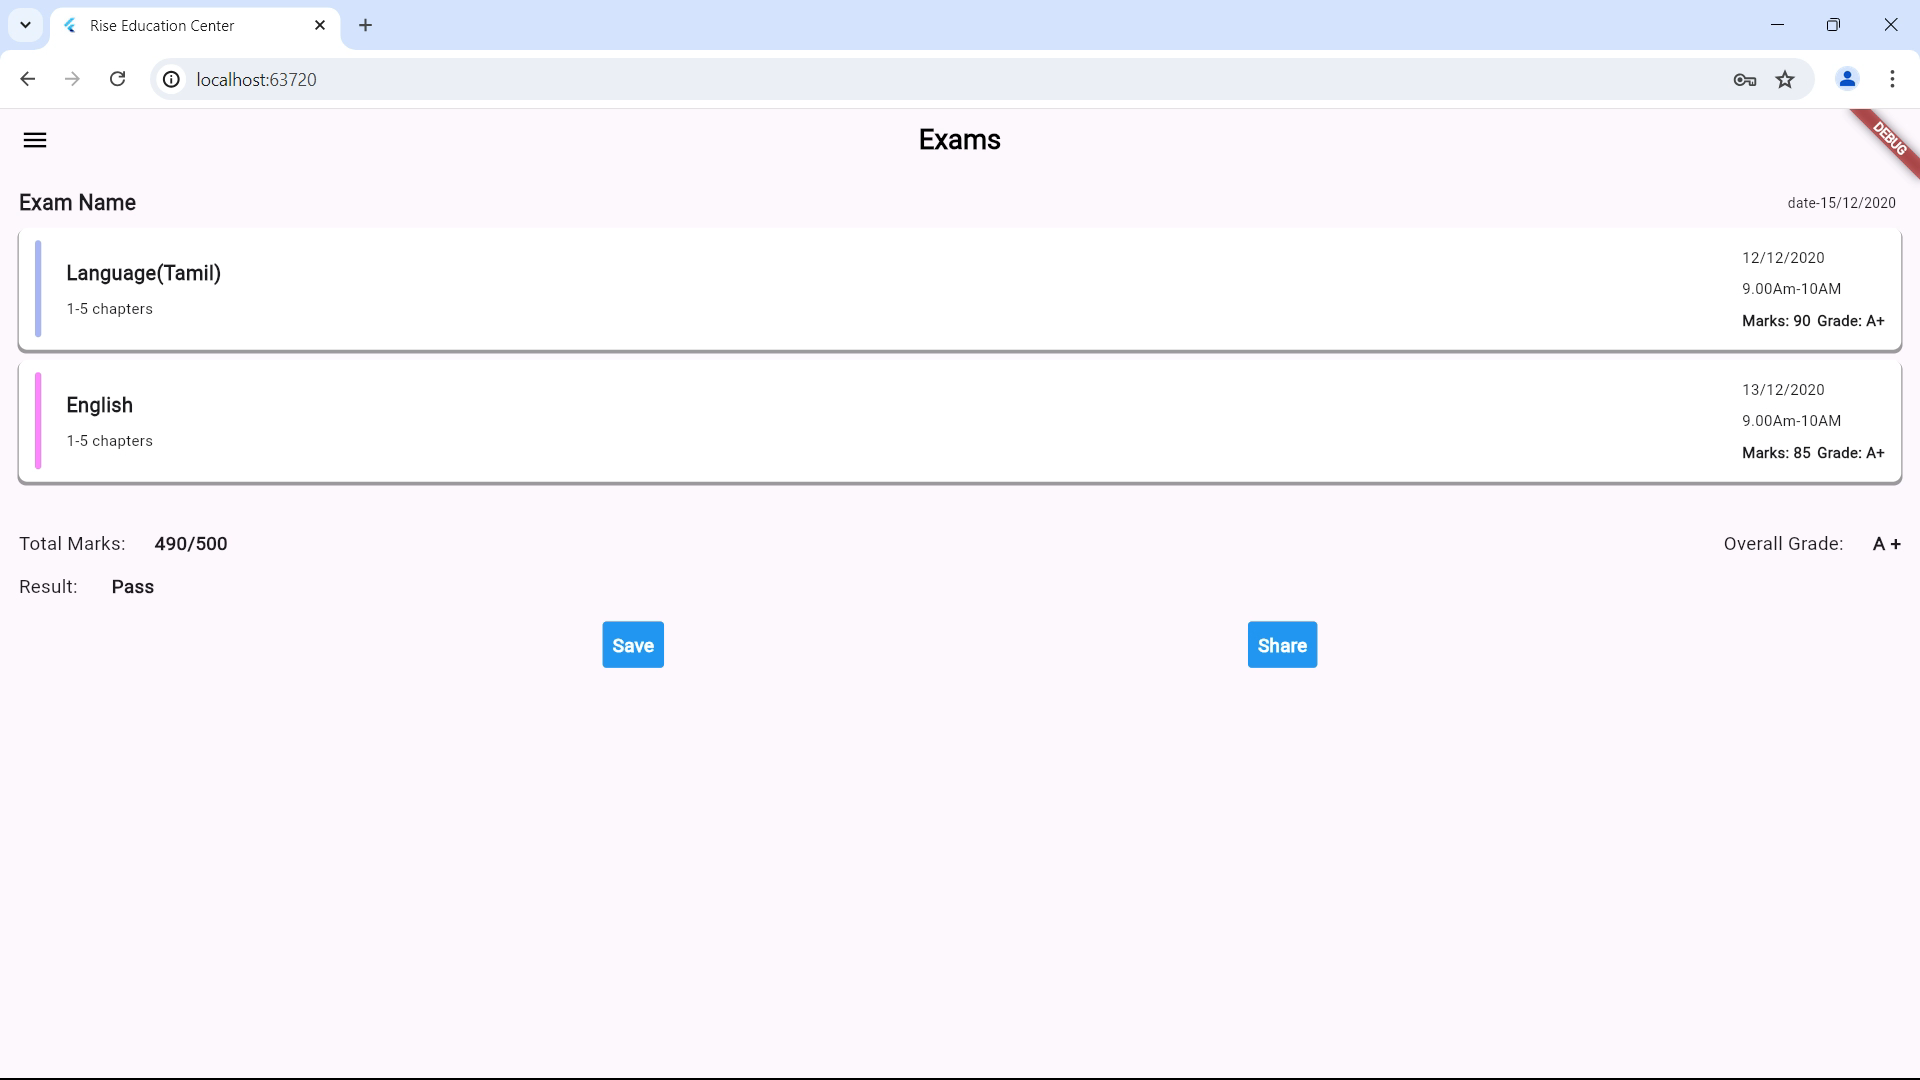 Rise Education Center
localhost:63720
Exams
DEBUG
Exam Name
date-15/12/2020
Language(Tamil)
1-5 chapters
12/12/2020
9.00Am-10AM
Marks: 90 Grade: A+
English
1-5 chapters
13/12/2020
9.00Am-10AM
Marks: 85 Grade: A+
Total Marks: 490/500
Overall Grade: A +
Result: Pass
Save
Share